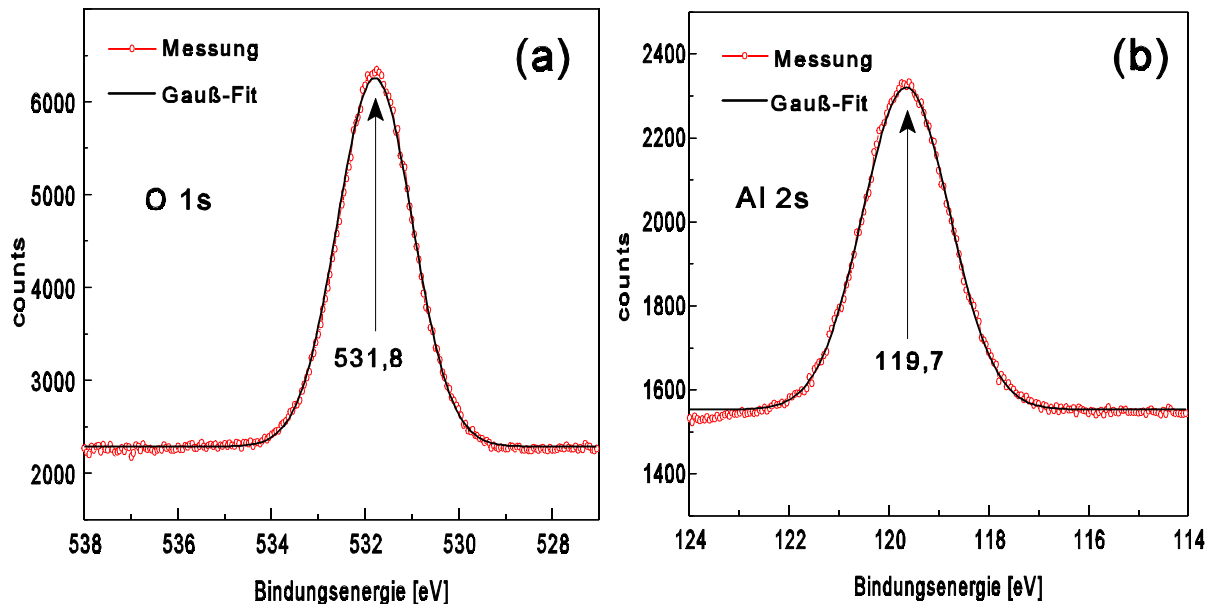 Messung
Gauß-Fit
(a)
O 1s
531,8
counts
6000
5000
4000
3000
2000
538
536
534
532
530
528
Bindungsenergie [eV]
Messung
Gauß-Fit
(b)
Al 2s
119,7
counts
2400
2200
2000
1800
1600
1400
124
122
120
118
116
114
Bindungsenergie [eV]